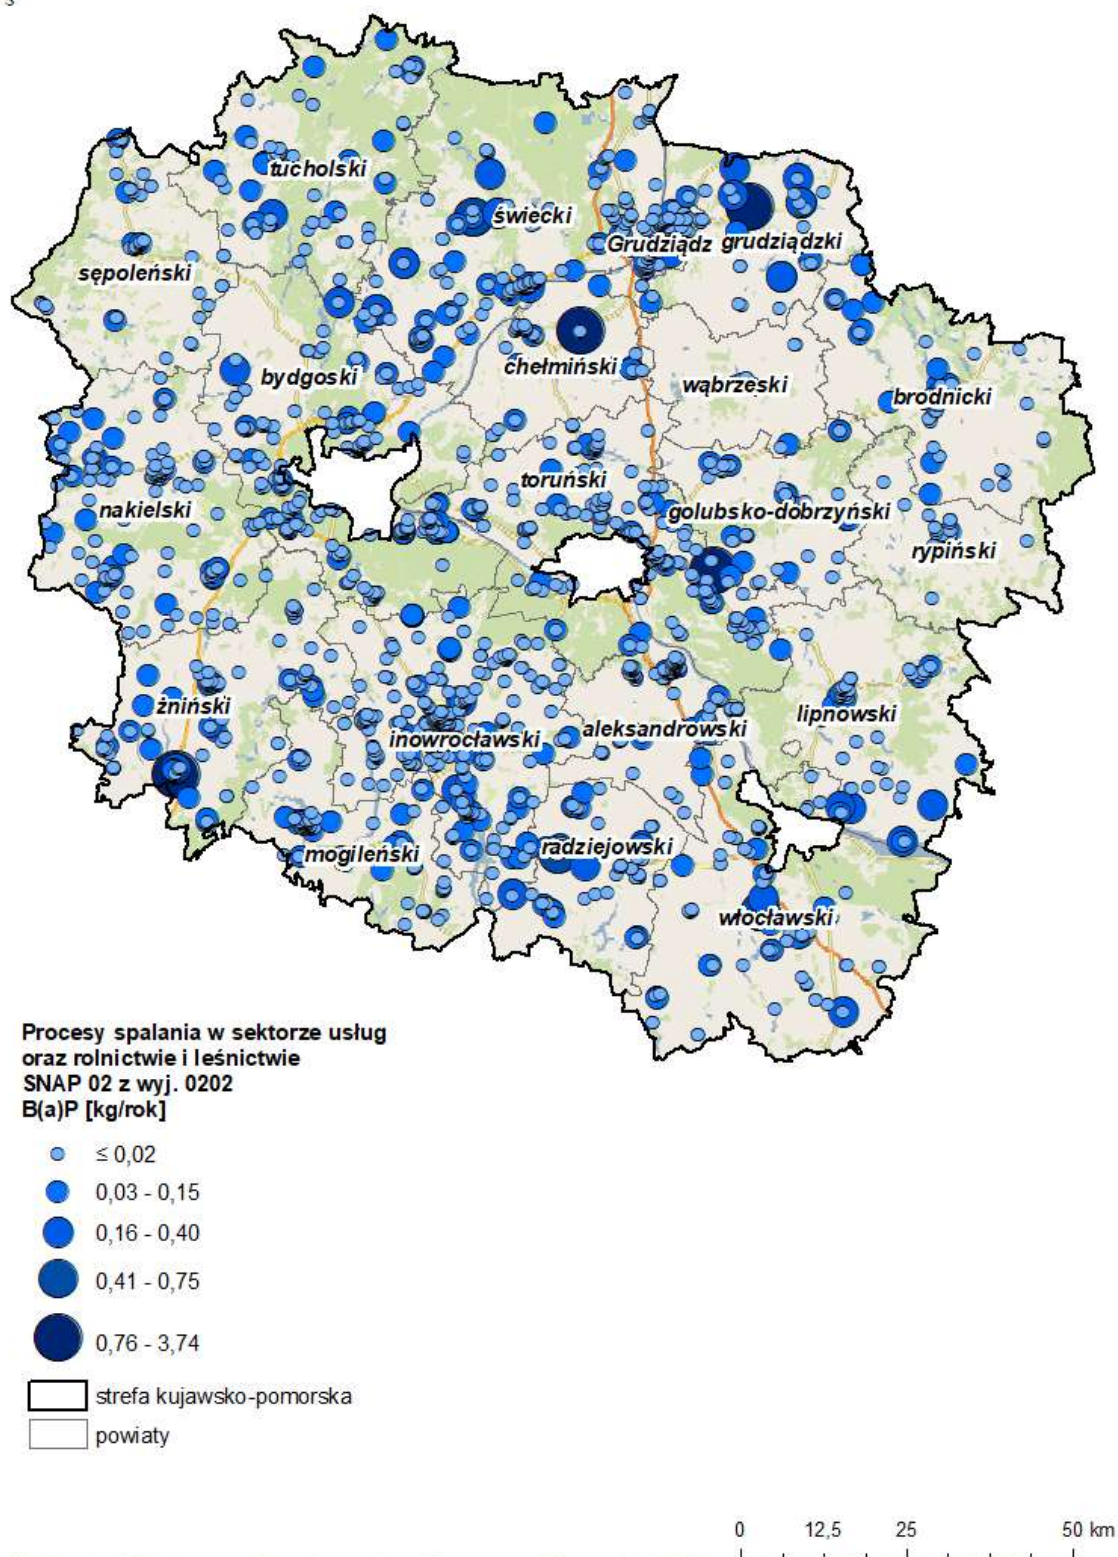 tucholski
świecki
Grudziądz grudziądzki
sępoleński
chełmiński
bydgoski
wąbrzeski
brodnicki
toruński
nakielski
golubsko-dobrzyński
rypiński
żniński
lipnowski
aleksandrowski
inowrocławski
mogileński
radziejowski
włocławski
Procesy spalania w sektorze usług
oraz rolnictwie i leśnictwie
SNAP 02 z wyj. 0202
B(a)P [kg/rok]
≤ 0,02
0,03 - 0,15
0,16 - 0,40
0,41 - 0,75
0,76 - 3,74
strefa kujawsko-pomorska
powiaty
0 12,5 25 50 km